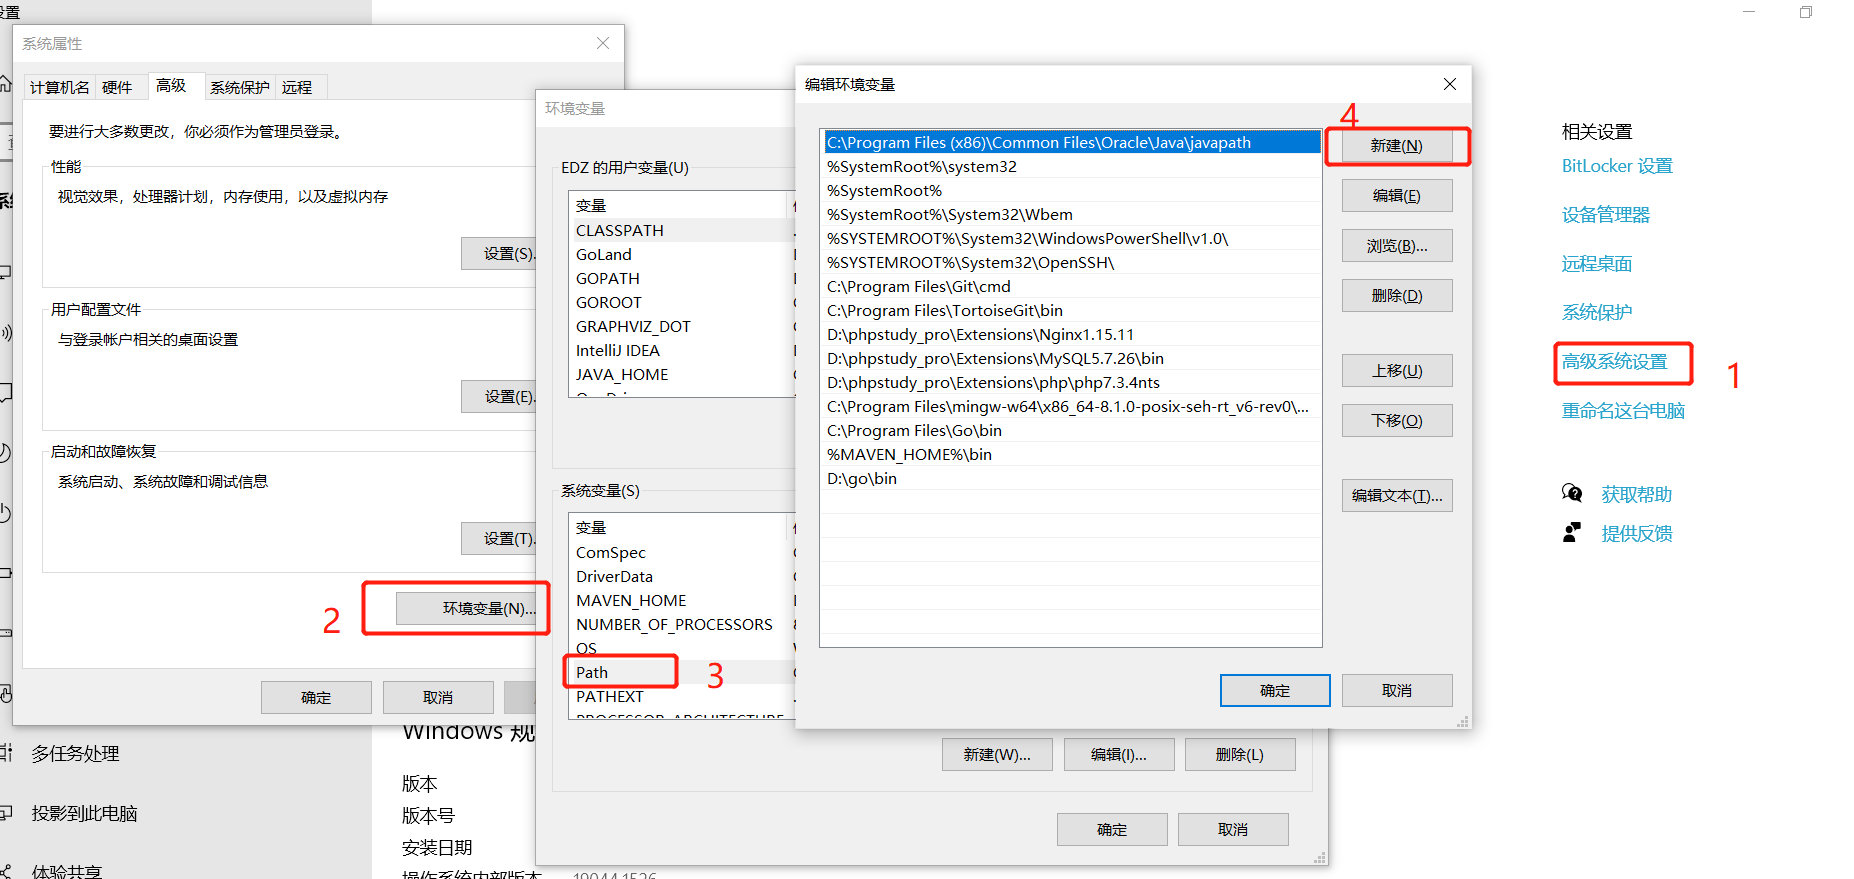 设置
系统属性
计算机名 硬件 高级 系统保护 远程
要进行大多数更改，你必须作为管理员登录。
性能
视觉效果，处理器计划，内存使用，以及虚拟内存
设置(S)...
用户配置文件
与登录帐户相关的桌面设置
设置(E)...
启动和故障恢复
系统启动、系统故障和调试信息
设置(T)...
2
环境变量(N)...
确定 取消
多任务处理
投影到此电脑
体验共享
Windows 规
版本
版本号
安装日期
操作系统内部版本 19044.1526
环境变量
EDZ 的用户变量(U)
变量
CLASSPATH
GoLand
GOPATH
GOROOT
GRAPHVIZ_DOT
IntelliJ IDEA
JAVA_HOME
系统变量(S)
变量
ComSpec
DriverData
MAVEN_HOME
NUMBER_OF_PROCESSORS
OS
Path
3
PATHEXT
PROCESSOR_ARCHITECTURE
新建(W)... 编辑(I)... 删除(L)
确定 取消
编辑环境变量
4
C:\Program Files (x86)\Common Files\Oracle\Java\javapath
%SystemRoot%\system32
%SystemRoot%
%SystemRoot%\System32\Wbem
%SYSTEMROOT%\System32\WindowsPowerShell\v1.0\
%SYSTEMROOT%\System32\OpenSSH\
C:\Program Files\Git\cmd
C:\Program Files\TortoiseGit\bin
D:\phpstudy_pro\Extensions\Nginx1.15.11
D:\phpstudy_pro\Extensions\MySQL5.7.26\bin
D:\phpstudy_pro\Extensions\php\php7.3.4nts
C:\Program Files\mingw-w64\x86_64-8.1.0-posix-seh-rt_v6-rev0\...
C:\Program Files\Go\bin
%MAVEN_HOME%\bin
D:\go\bin
新建(N)
编辑(E)
浏览(B)...
删除(D)
上移(U)
下移(O)
编辑文本(T)...
确定 取消
相关设置
BitLocker 设置
设备管理器
远程桌面
系统保护
高级系统设置
1
重命名这台电脑
获取帮助
提供反馈